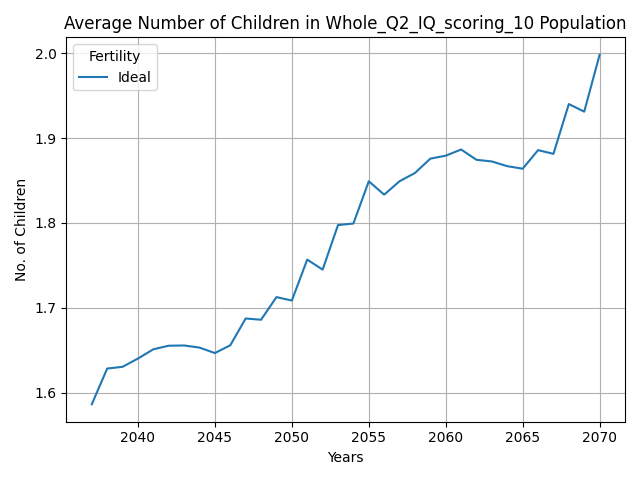 Average Number of Children in Whole_Q2_IQ_scoring_10 Population
Fertility
Ideal
2.0
1.9
1.8
1.7
1.6
No. of Children
2040 2045 2050 2055 2060 2065 2070
Years